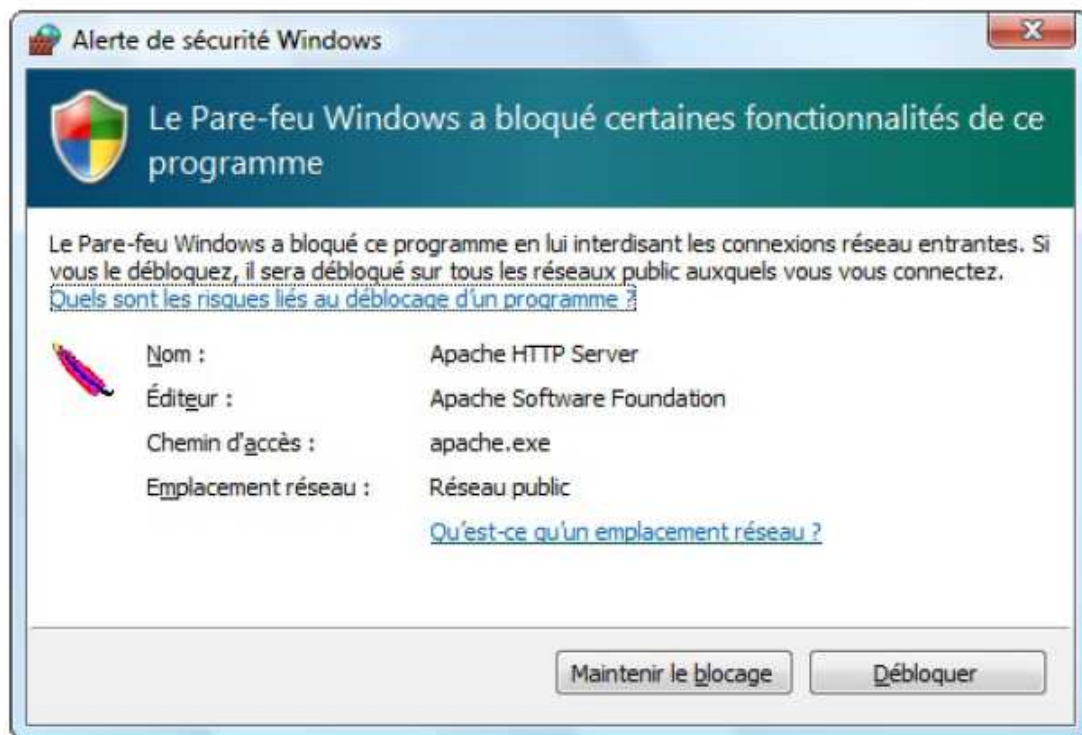 Alerte de sécurité Windows
Le Pare-feu Windows a bloqué certaines fonctionnalités de ce
programme
Le Pare-feu Windows a bloqué ce programme en lui interdisant les connexions réseau entrantes. Si
vous le débloquez, il sera débloqué sur tous les réseaux public auxquels vous vous connectez.
Quels sont les risques liés au déblocage d'un programme ?
Nom : Apache HTTP Server
Éditeur : Apache Software Foundation
Chemin d'accès : apache.exe
Emplacement réseau : Réseau public
Qu'est-ce qu'un emplacement réseau ?
Maintenir le blocage Débloquer